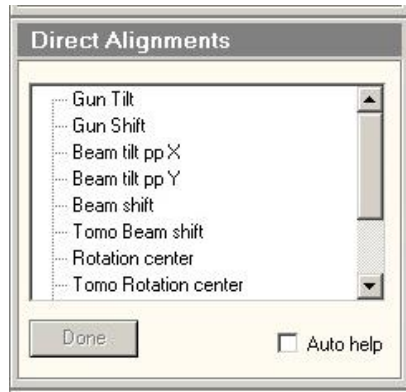 Direct Alignments
Gun Tilt
Gun Shift
Beam tilt pp X
Beam tilt pp Y
Beam shift
Tomo Beam shift
Rotation center
Tomo Rotation center
Done
Auto help